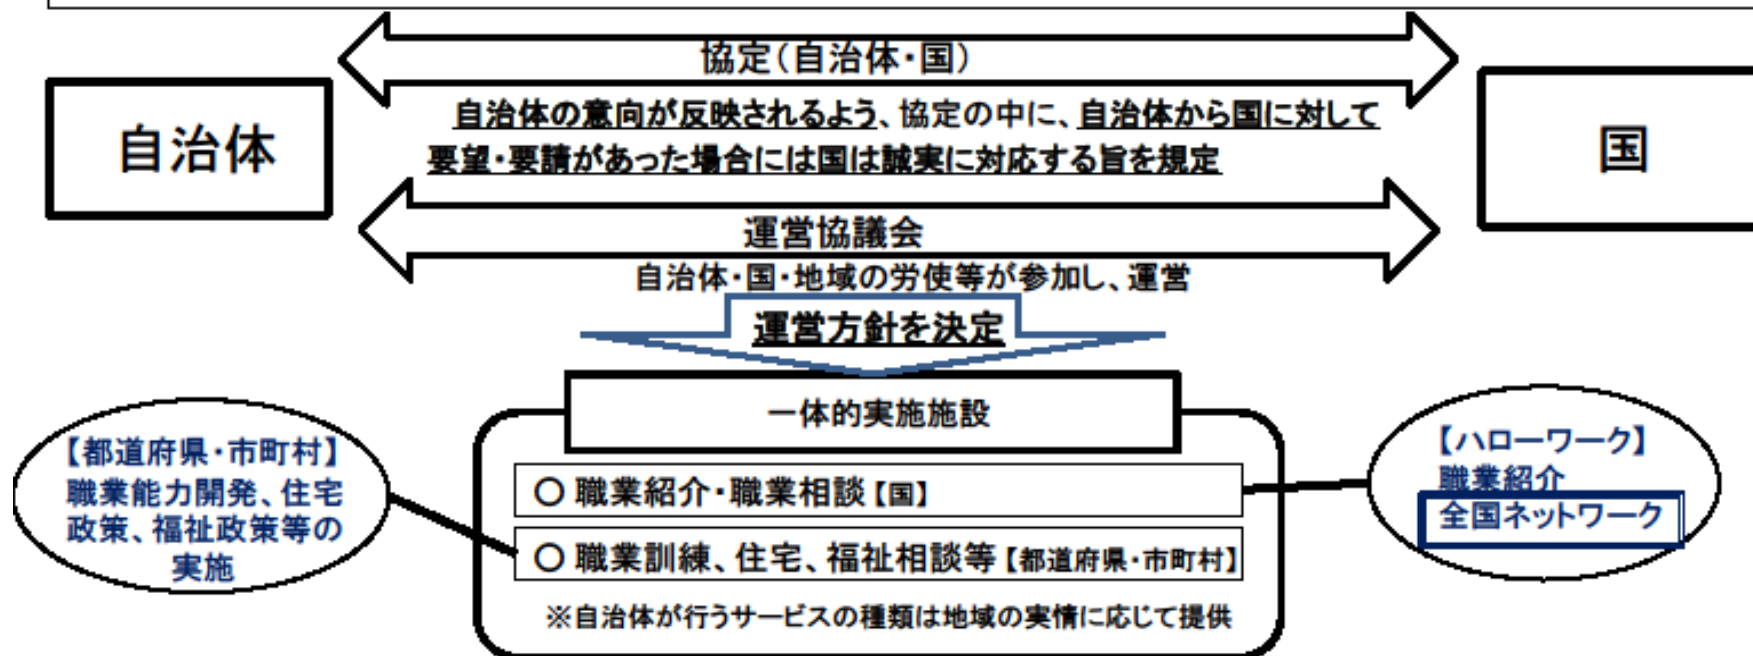 協定(自治体・国)
自治体
自治体の意向が反映されるよう、協定の中に、自治体から国に対して
要望・要請があった場合には国は誠実に対応する旨を規定
国
運営協議会
自治体・国・地域の労使等が参加し、運営
運営方針を決定
一体的実施施設
【都道府県・市町村】
職業能力開発、住宅
政策、福祉政策等の
実施
〇 職業紹介・職業相談【国】
〇 職業訓練、住宅、福祉相談等【都道府県・市町村】
※自治体が行うサービスの種類は地域の実情に応じて提供
【ハローワーク】
職業紹介
全国ネットワーク